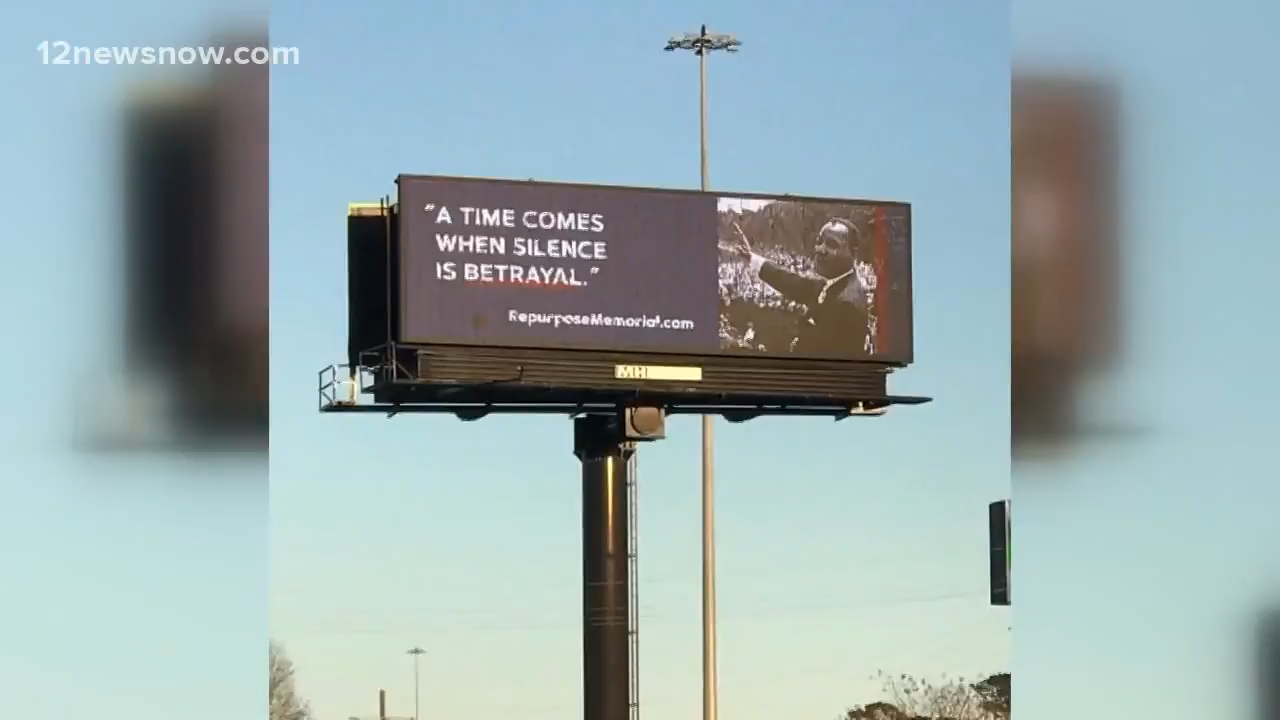 12newsnow.com
"A TIME COMES
WHEN SILENCE
IS BETRAYAL."
RepurposeMemorial.com